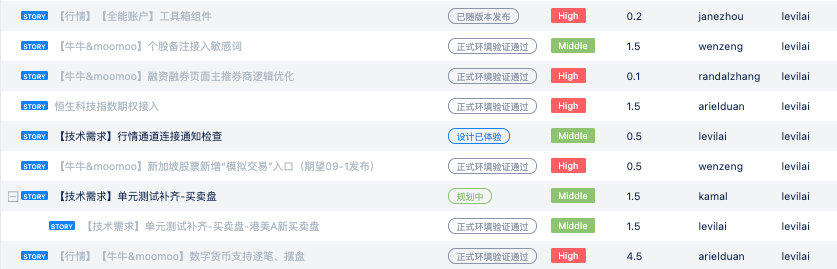 STORY 【行情】【全能账户】工具箱组件 已随版本发布 High 0.2 janezhou levilai
STORY 【牛牛&moomoo】个股备注接入敏感词 正式环境验证通过 Middle 1.5 wenzeng levilai
STORY 【牛牛&moomoo】融资融券页面主推券商逻辑优化 正式环境验证通过 High 0.1 randalzhang levilai
STORY 恒生科技指数期权接入 正式环境验证通过 High 1.5 arielduan levilai
STORY 【技术需求】行情通道连接通知检查 设计已体验 Middle 0.5 levilai levilai
STORY 【牛牛&moomoo】新加坡股票新增“模拟交易”入口（期望09-1发布） 正式环境验证通过 High 0.5 wenzeng levilai
STORY 【技术需求】单元测试补齐-买卖盘 规划中 Middle 1.5 kamal levilai
STORY 【技术需求】单元测试补齐-买卖盘-港美A新买卖盘 正式环境验证通过 Middle 1.5 levilai levilai
STORY 【行情】【牛牛&moomoo】数字货币支持逐笔、摆盘 正式环境验证通过 High 4.5 arielduan levilai